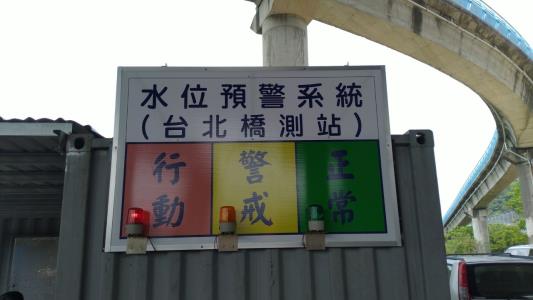 水位預警系統
(台北橋測站)
行動 警戒 正常